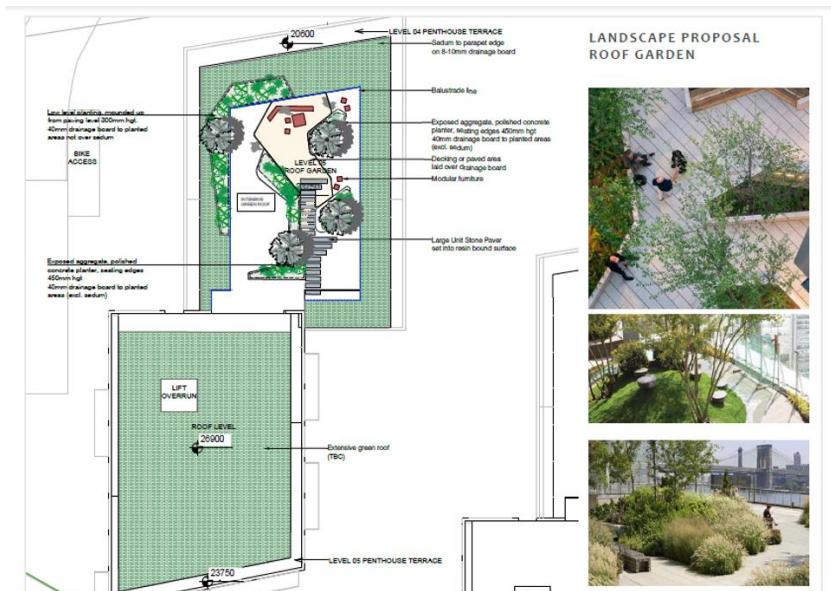 LANDSCAPE PROPOSAL
ROOF GARDEN
20600
LEVEL 04 PENTHOUSE TERRACE
Sedum to parapet edge
on 8-10mm drainage board
Balustrade line
Low level planting, mounded up
from paving level 300mm hgt.
40mm drainage board to planted
areas not over sedum
BIKE
ACCESS
Exposed aggregate, polished concrete
planter, seating edges 450mm hgt
40mm drainage board to planted areas
(excl. sedum)
LEVEL 05
ROOF GARDEN
Decking or paved area
laid over drainage board
Modular furniture
INTENSIVE
GREEN ROOF
Large Unit Stone Paver
set into resin bound surface
Exposed aggregate, polished
concrete planter, seating edges
450mm hgt
40mm drainage board to planted
areas (excl. sedum)
LIFT
OVERRUN
ROOF LEVEL
26900
Extensive green roof
(TBC)
LEVEL 05 PENTHOUSE TERRACE
23750